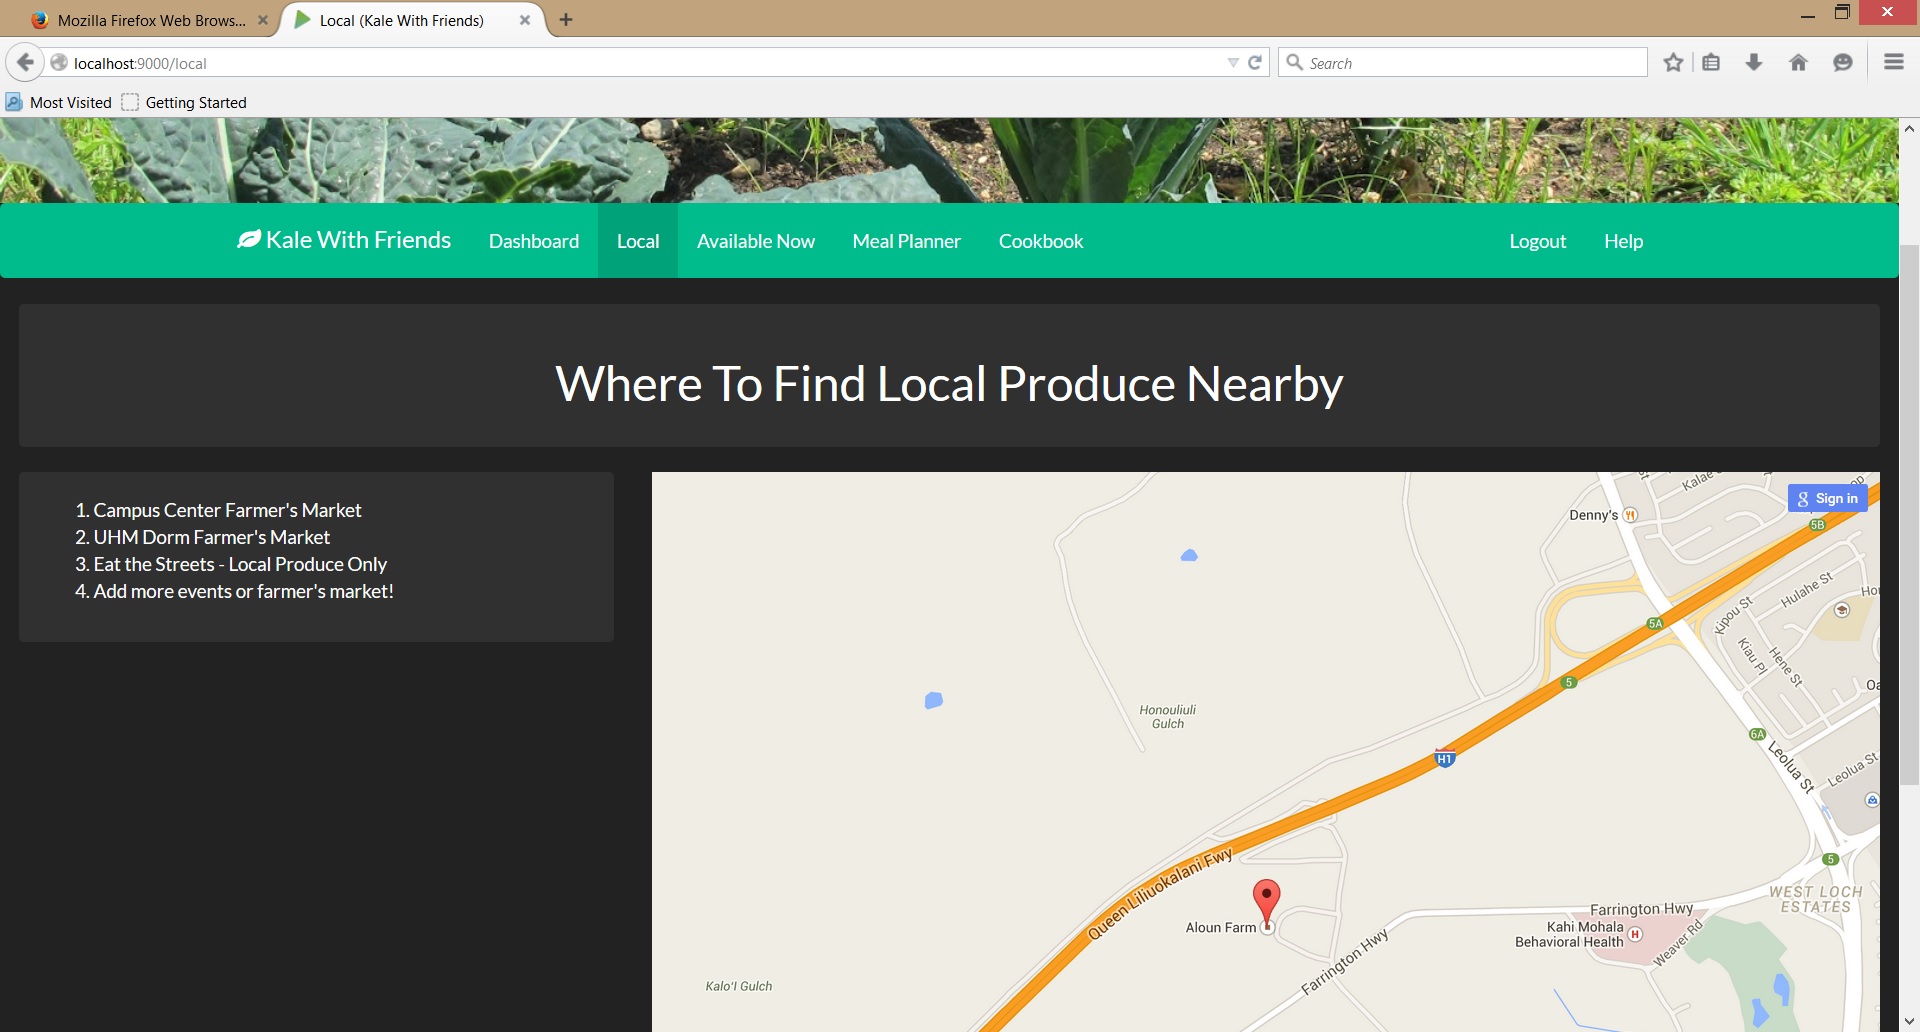 Mozilla Firefox Web Brows...
Local (Kale With Friends)
localhost:9000/local
Search
Most Visited
Getting Started
Kale With Friends
Dashboard
Local
Available Now
Meal Planner
Cookbook
Logout
Help
Where To Find Local Produce Nearby
1. Campus Center Farmer's Market
2. UHM Dorm Farmer's Market
3. Eat the Streets - Local Produce Only
4. Add more events or farmer's market!
g Sign in
Denny's
5B
Hulahe St
Kipou St
5A
Kiau Pl
Hene St
5
Honouliuli
Gulch
6A
H1
Leolua St
Leolua St
Queen Liliuokalani Fwy
5
WEST LOCH
ESTATES
Farrington Hwy
Aloun Farm
Kahi Mohala
Behavioral Health
H
Weaver Rd
Farrington Hwy
Kalo'I Gulch